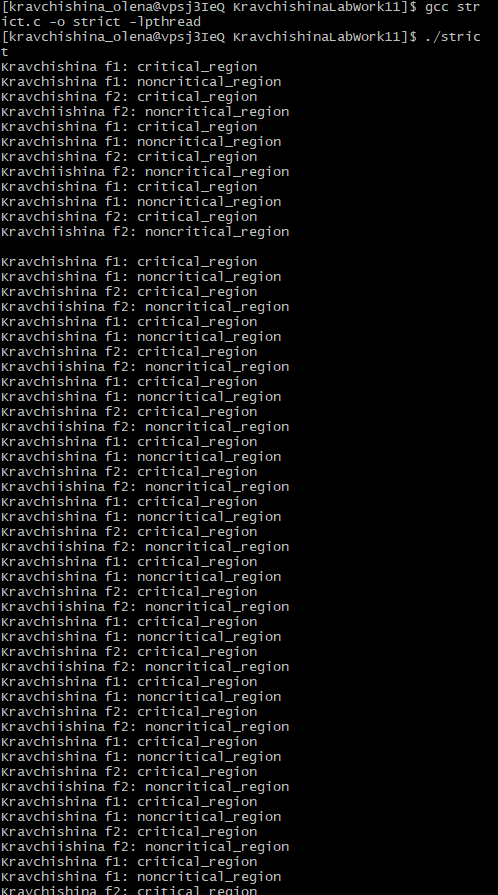 [kravchishina_olena@vpsj3IeQ KravchishinaLabWork11]$ gcc str
ict.c -o strict -lpthread
[kravchishina_olena@vpsj3IeQ KravchishinaLabWork11]$ ./stric
t
Kravchishina f1: critical_region
Kravchishina f1: noncritical_region
Kravchishina f2: critical_region
Kravchiishina f2: noncritical_region
Kravchishina f1: critical_region
Kravchishina f1: noncritical_region
Kravchishina f2: critical_region
Kravchiishina f2: noncritical_region
Kravchishina f1: critical_region
Kravchishina f1: noncritical_region
Kravchishina f2: critical_region
Kravchiishina f2: noncritical_region
Kravchishina f1: critical_region
Kravchishina f1: noncritical_region
Kravchishina f2: critical_region
Kravchiishina f2: noncritical_region
Kravchishina f1: critical_region
Kravchishina f1: noncritical_region
Kravchishina f2: critical_region
Kravchiishina f2: noncritical_region
Kravchishina f1: critical_region
Kravchishina f1: noncritical_region
Kravchishina f2: critical_region
Kravchiishina f2: noncritical_region
Kravchishina f1: critical_region
Kravchishina f1: noncritical_region
Kravchishina f2: critical_region
Kravchiishina f2: noncritical_region
Kravchishina f1: critical_region
Kravchishina f1: noncritical_region
Kravchishina f2: critical_region
Kravchiishina f2: noncritical_region
Kravchishina f1: critical_region
Kravchishina f1: noncritical_region
Kravchishina f2: critical_region
Kravchiishina f2: noncritical_region
Kravchishina f1: critical_region
Kravchishina f1: noncritical_region
Kravchishina f2: critical_region
Kravchiishina f2: noncritical_region
Kravchishina f1: critical_region
Kravchishina f1: noncritical_region
Kravchishina f2: critical_region
Kravchiishina f2: noncritical_region
Kravchishina f1: critical_region
Kravchishina f1: noncritical_region
Kravchishina f2: critical_region
Kravchiishina f2: noncritical_region
Kravchishina f1: critical_region
Kravchishina f1: noncritical_region
Kravchishina f2: critical_region
Kravchiishina f2: noncritical_region
Kravchishina f1: critical_region
Kravchishina f1: noncritical_region
Kravchishina f2: critical_region